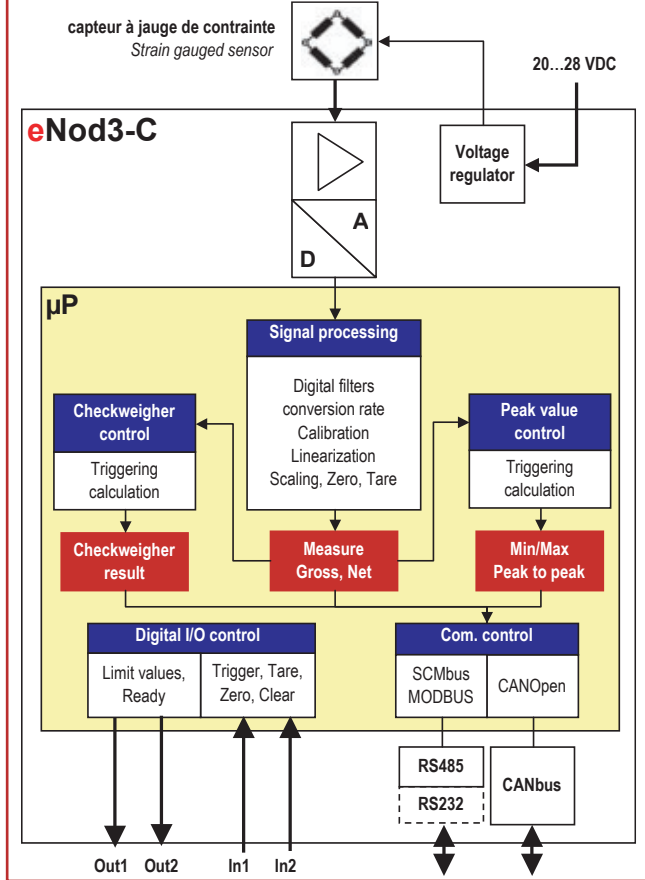 capteur à jauge de contrainte
Strain gauged sensor
20...28 VDC
eNod3-C
Voltage
regulator
A
D
µP
Signal processing
Digital filters
conversion rate
Calibration
Linearization
Scaling, Zero, Tare
Checkweigher
control
Triggering
calculation
Peak value
control
Triggering
calculation
Checkweigher
result
Measure
Gross, Net
Min/Max
Peak to peak
Digital I/O control
Limit values,
Ready
Trigger, Tare,
Zero, Clear
Com. control
SCMbus
MODBUS
CANOpen
RS485
RS232
CANbus
Out1 Out2 In1 In2